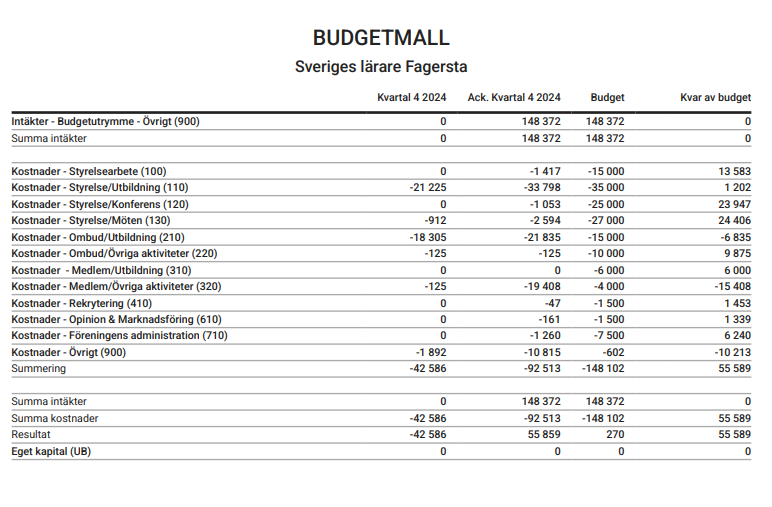 BUDGETMALL
Sveriges lärare Fagersta
Kvartal 4 2024 Ack. Kvartal 4 2024 Budget Kvar av budget
Intäkter - Budgetutrymme - Övrigt (900) 0 148 372 148 372 0
Summa intäkter 0 148 372 148 372 0
Kostnader - Styrelsearbete (100) 0 -1 417 -15 000 13 583
Kostnader - Styrelse/Utbildning (110) -21 225 -33 798 -35 000 1 202
Kostnader - Styrelse/Konferens (120) 0 -1 053 -25 000 23 947
Kostnader - Styrelse/Möten (130) -912 -2 594 -27 000 24 406
Kostnader - Ombud/Utbildning (210) -18 305 -21 835 -15 000 -6 835
Kostnader - Ombud/Övriga aktiviteter (220) -125 -125 -10 000 9 875
Kostnader - Medlem/Utbildning (310) 0 0 -6 000 6 000
Kostnader - Medlem/Övriga aktiviteter (320) -125 -19 408 -4 000 -15 408
Kostnader - Rekrytering (410) 0 -47 -1 500 1 453
Kostnader - Opinion & Marknadsföring (610) 0 -161 -1 500 1 339
Kostnader - Föreningens administration (710) 0 -1 260 -7 500 6 240
Kostnader - Övrigt (900) -1 892 -10 815 -602 -10 213
Summering -42 586 -92 513 -148 102 55 589
Summa intäkter 0 148 372 148 372 0
Summa kostnader -42 586 -92 513 -148 102 55 589
Resultat -42 586 55 859 270 55 589
Eget kapital (UB) 0 0 0 0